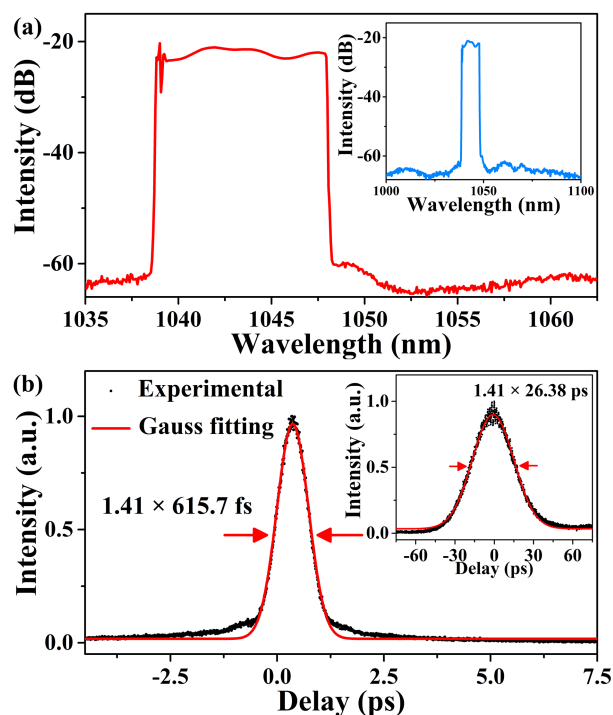 (a)
Intensity (dB)
-20
-40
-60
1035
1040
1045
1050
1055
1060
Wavelength (nm)
Intensity (dB)
-20
-40
-60
1000
1050
1100
Wavelength (nm)
(b)
Experimental
Gauss fitting
1.41 × 615.7 fs
Intensity (a.u.)
1.0
0.5
0.0
-2.5
0.0
2.5
5.0
7.5
Delay (ps)
1.41 × 26.38 ps
Intensity (a.u.)
1.0
0.5
0.0
-60
-30
0
30
60
Delay (ps)